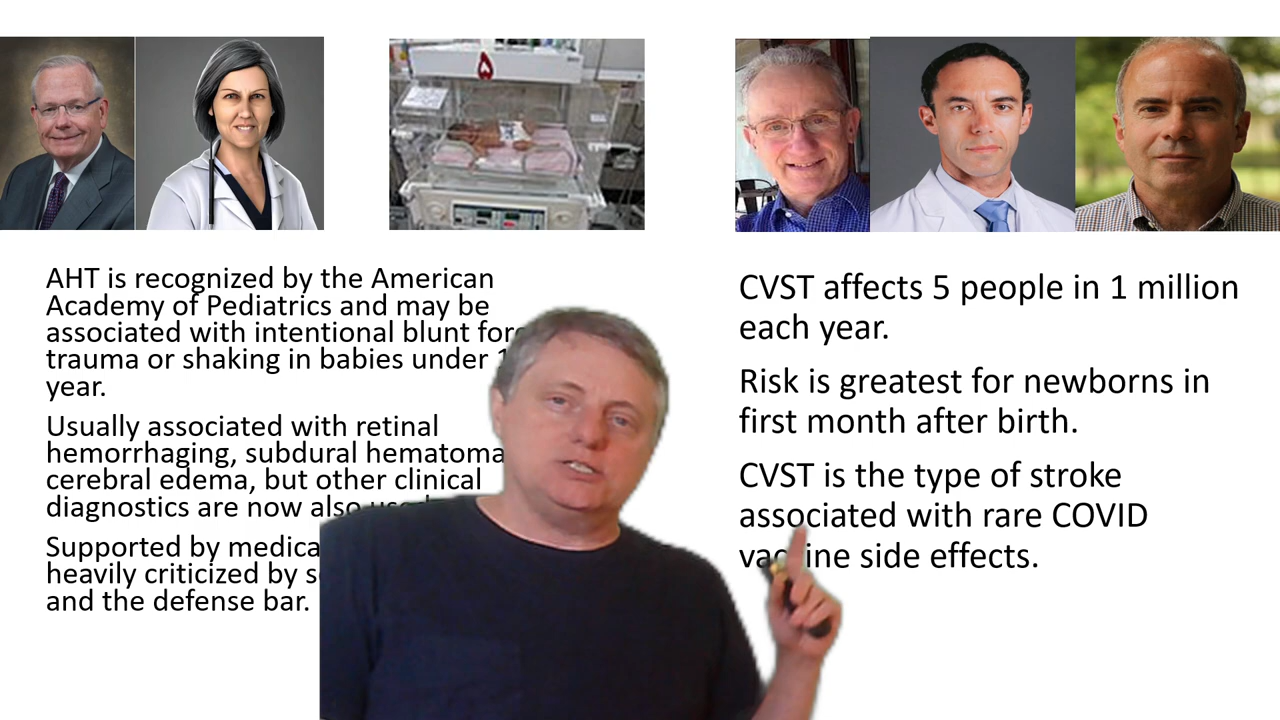 AHT is recognized by the American
Academy of Pediatrics and may be
associated with intentional blunt
trauma or shaking in babies under
year.
Usually associated with retinal
hemorrhaging, subdural hematoma
cerebral edema, but other clinical
diagnostics are now also used
Supported by
heavily criticized by
and the defense bar.
CVST affects 5 people in 1 million
each year.
Risk is greatest for newborns in
first month after birth.
CVST is the type of stroke
associated with rare COVID
vaccine side effects.